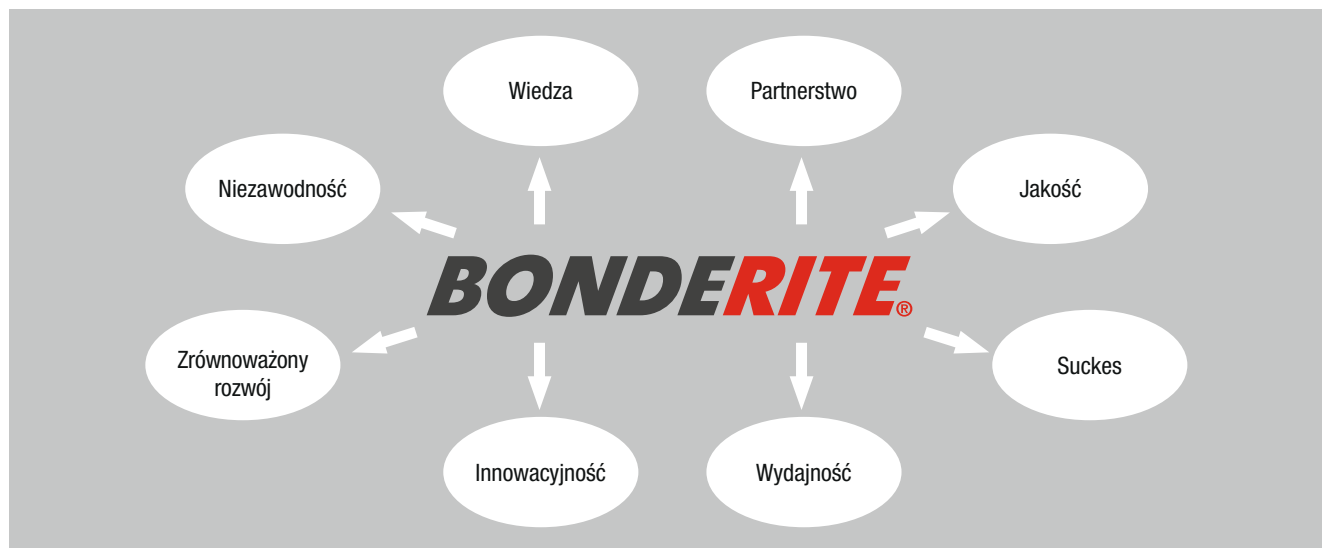 Wiedza
Partnerstwo
Niezawodność
Jakość
BONDERITE®
Zrównoważony
rozwój
Suckes
Innowacyjność
Wydajność